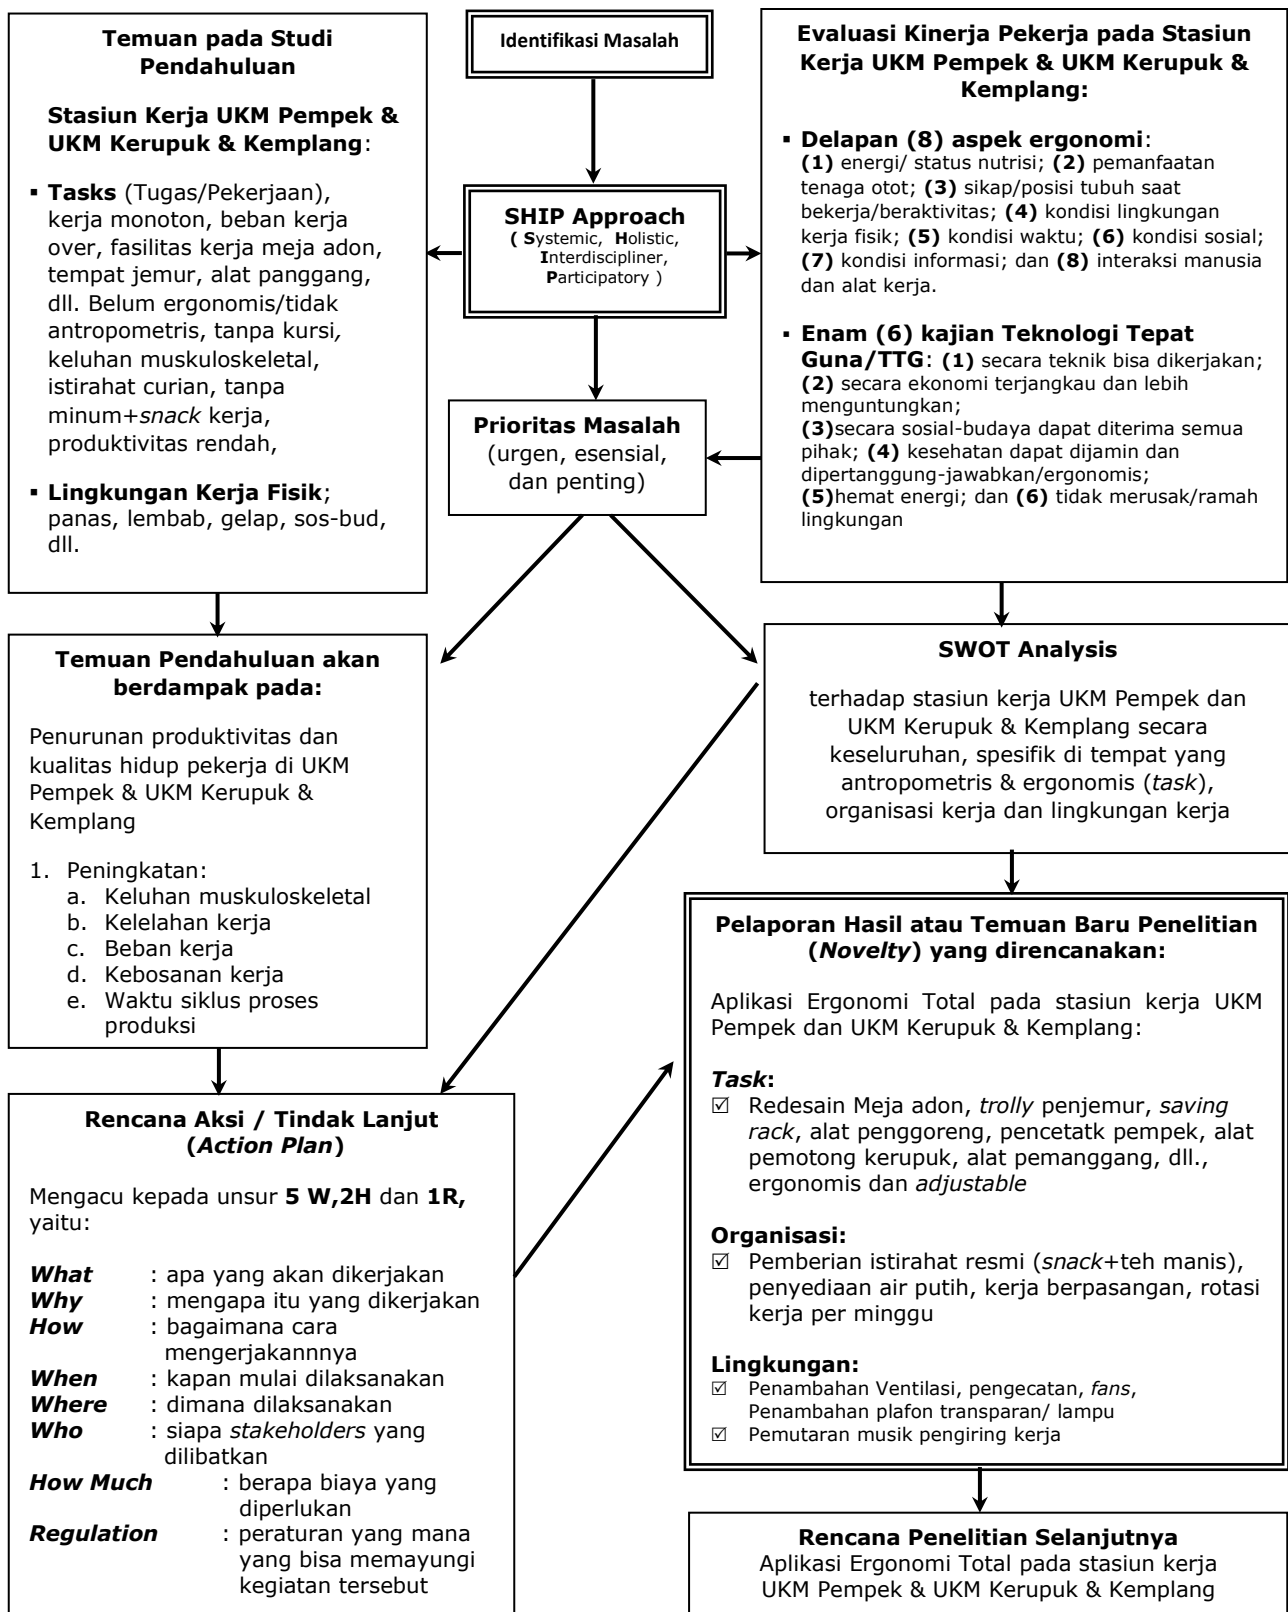 Temuan pada Studi
Pendahuluan
Stasiun Kerja UKM Pempek &
UKM Kerupuk & Kemplang:
▪ Tasks (Tugas/Pekerjaan),
kerja monoton, beban kerja
over, fasilitas kerja meja adon,
tempat jemur, alat panggang,
dll. Belum ergonomis/tidak
antropometris, tanpa kursi,
keluhan muskuloskeletal,
istirahat curian, tanpa
minum+snack kerja,
produktivitas rendah,
▪ Lingkungan Kerja Fisik;
panas, lembab, gelap, sos-bud,
dll.
Identifikasi Masalah
SHIP Approach
( Systemic, Holistic,
Interdiscipliner,
Participatory )
Prioritas Masalah
(urgen, esensial,
dan penting)
Evaluasi Kinerja Pekerja pada Stasiun
Kerja UKM Pempek & UKM Kerupuk &
Kemplang:
▪ Delapan (8) aspek ergonomi:
(1) energi/ status nutrisi; (2) pemanfaatan
tenaga otot; (3) sikap/posisi tubuh saat
bekerja/beraktivitas; (4) kondisi lingkungan
kerja fisik; (5) kondisi waktu; (6) kondisi sosial;
(7) kondisi informasi; dan (8) interaksi manusia
dan alat kerja.
▪ Enam (6) kajian Teknologi Tepat
Guna/TTG: (1) secara teknik bisa dikerjakan;
(2) secara ekonomi terjangkau dan lebih
menguntungkan;
(3)secara sosial-budaya dapat diterima semua
pihak; (4) kesehatan dapat dijamin dan
dipertanggung-jawabkan/ergonomis;
(5)hemat energi; dan (6) tidak merusak/ramah
lingkungan
Temuan Pendahuluan akan
berdampak pada:
Penurunan produktivitas dan
kualitas hidup pekerja di UKM
Pempek & UKM Kerupuk &
Kemplang
1. Peningkatan:
a. Keluhan muskuloskeletal
b. Kelelahan kerja
c. Beban kerja
d. Kebosanan kerja
e. Waktu siklus proses
produksi
SWOT Analysis
terhadap stasiun kerja UKM Pempek dan
UKM Kerupuk & Kemplang secara
keseluruhan, spesifik di tempat yang
antropometris & ergonomis (task),
organisasi kerja dan lingkungan kerja
Rencana Aksi / Tindak Lanjut
(Action Plan)
Mengacu kepada unsur 5 W,2H dan 1R,
yaitu:
What : apa yang akan dikerjakan
Why : mengapa itu yang dikerjakan
How : bagaimana cara
mengerjakannnya
When : kapan mulai dilaksanakan
Where : dimana dilaksanakan
Who : siapa stakeholders yang
dilibatkan
How Much : berapa biaya yang
diperlukan
Regulation : peraturan yang mana
yang bisa memayungi
kegiatan tersebut
Pelaporan Hasil atau Temuan Baru Penelitian
(Novelty) yang direncanakan:
Aplikasi Ergonomi Total pada stasiun kerja UKM
Pempek dan UKM Kerupuk & Kemplang:
Task:
☑ Redesain Meja adon, trolly penjemur, saving
rack, alat penggoreng, pencetatk pempek, alat
pemotong kerupuk, alat pemanggang, dll.,
ergonomis dan adjustable
Organisasi:
☑ Pemberian istirahat resmi (snack+teh manis),
penyediaan air putih, kerja berpasangan, rotasi
kerja per minggu
Lingkungan:
☑ Penambahan Ventilasi, pengecatan, fans,
Penambahan plafon transparan/ lampu
☑ Pemutaran musik pengiring kerja
Rencana Penelitian Selanjutnya
Aplikasi Ergonomi Total pada stasiun kerja
UKM Pempek & UKM Kerupuk & Kemplang